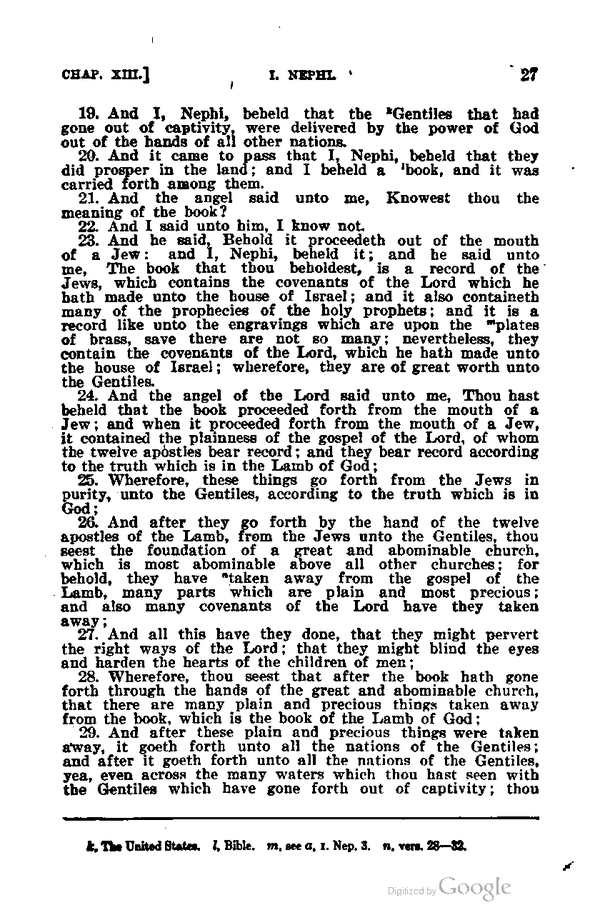 CHAP. XIII.] I. NEPHI. 27
19. And I, Nephi, beheld that the ᵏGentiles that had
gone out of captivity, were delivered by the power of God
out of the hands of all other nations.
20. And it came to pass that I, Nephi, beheld that they
did prosper in the land; and I beheld a ˡbook, and it was
carried forth among them.
21. And the angel said unto me, Knowest thou the
meaning of the book?
22. And I said unto him, I know not.
23. And he said, Behold it proceedeth out of the mouth
of a Jew: and I, Nephi, beheld it; and he said unto
me, The book that thou beholdest, is a record of the
Jews, which contains the covenants of the Lord which he
hath made unto the house of Israel; and it also containeth
many of the prophecies of the holy prophets; and it is a
record like unto the engravings which are upon the ᵐplates
of brass, save there are not so many; nevertheless, they
contain the covenants of the Lord, which he hath made unto
the house of Israel; wherefore, they are of great worth unto
the Gentiles.
24. And the angel of the Lord said unto me, Thou hast
beheld that the book proceeded forth from the mouth of a
Jew; and when it proceeded forth from the mouth of a Jew,
it contained the plainness of the gospel of the Lord, of whom
the twelve apostles bear record; and they bear record according
to the truth which is in the Lamb of God;
25. Wherefore, these things go forth from the Jews in
purity, unto the Gentiles, according to the truth which is in
God;
26. And after they go forth by the hand of the twelve
apostles of the Lamb, from the Jews unto the Gentiles, thou
seest the foundation of a great and abominable church,
which is most abominable above all other churches; for
behold, they have ⁿtaken away from the gospel of the
Lamb, many parts which are plain and most precious;
and also many covenants of the Lord have they taken
away;
27. And all this have they done, that they might pervert
the right ways of the Lord; that they might blind the eyes
and harden the hearts of the children of men;
28. Wherefore, thou seest that after the book hath gone
forth through the hands of the great and abominable church,
that there are many plain and precious things taken away
from the book, which is the book of the Lamb of God;
29. And after these plain and precious things were taken
away, it goeth forth unto all the nations of the Gentiles;
and after it goeth forth unto all the nations of the Gentiles,
yea, even across the many waters which thou hast seen with
the Gentiles which have gone forth out of captivity; thou
k, The United States. l, Bible. m, see a, 1. Nep. 3. n, vers. 28—32.
Digitized by Google